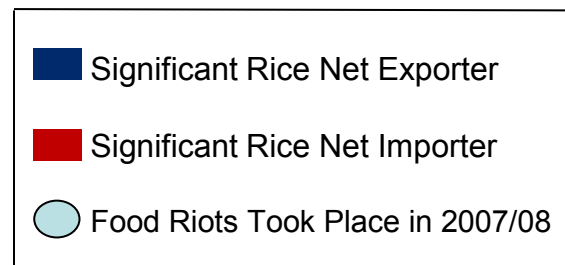 Significant Rice Net Exporter
Significant Rice Net Importer
Food Riots Took Place in 2007/08